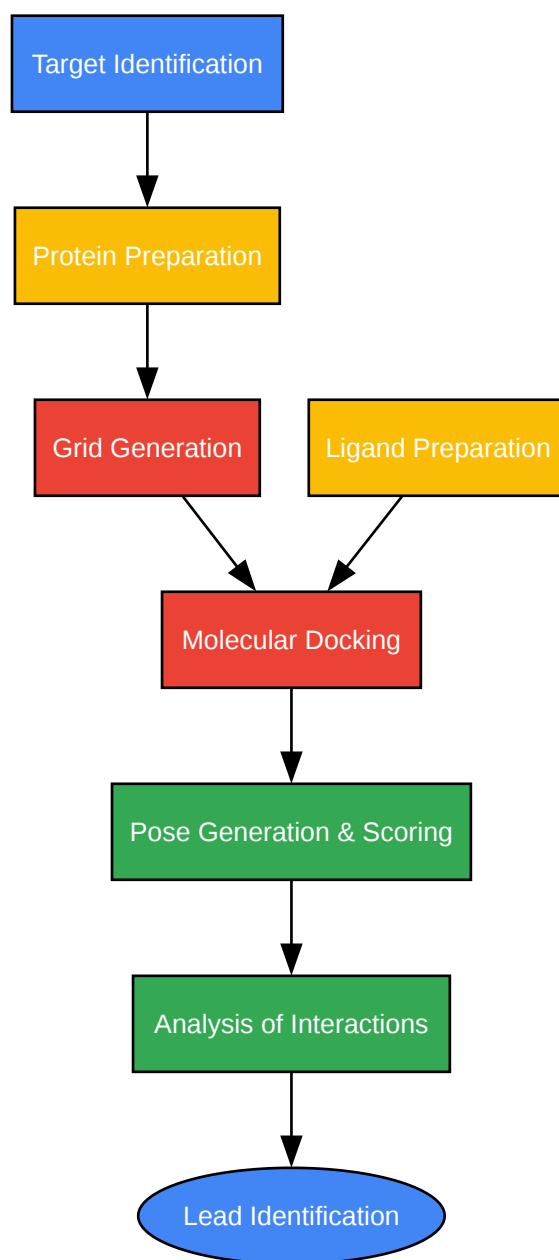 Target Identification
Protein Preparation
Grid Generation
Ligand Preparation
Molecular Docking
Pose Generation & Scoring
Analysis of Interactions
Lead Identification